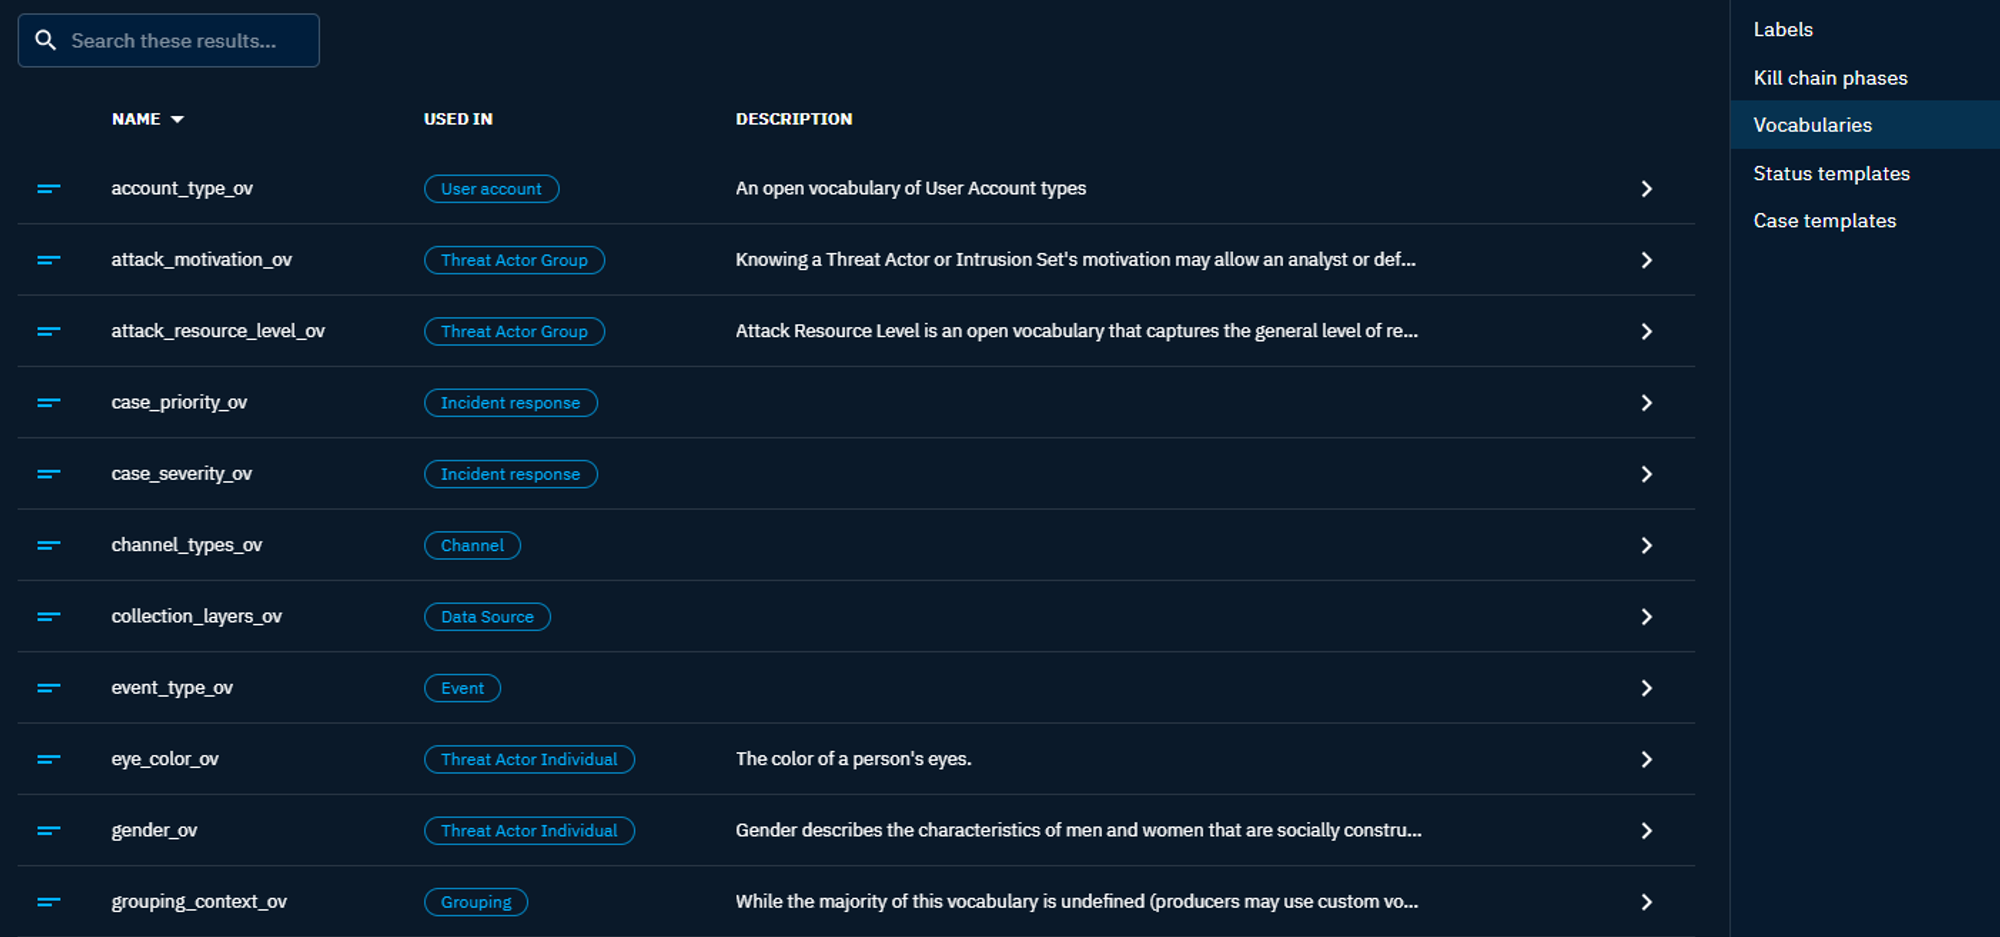 Search these results...
NAME USED IN DESCRIPTION
account_type_ov User account An open vocabulary of User Account types
attack_motivation_ov Threat Actor Group Knowing a Threat Actor or Intrusion Set's motivation may allow an analyst or def...
attack_resource_level_ov Threat Actor Group Attack Resource Level is an open vocabulary that captures the general level of re...
case_priority_ov Incident response
case_severity_ov Incident response
channel_types_ov Channel
collection_layers_ov Data Source
event_type_ov Event
eye_color_ov Threat Actor Individual The color of a person's eyes.
gender_ov Threat Actor Individual Gender describes the characteristics of men and women that are socially constru...
grouping_context_ov Grouping While the majority of this vocabulary is undefined (producers may use custom vo...
Labels
Kill chain phases
Vocabularies
Status templates
Case templates